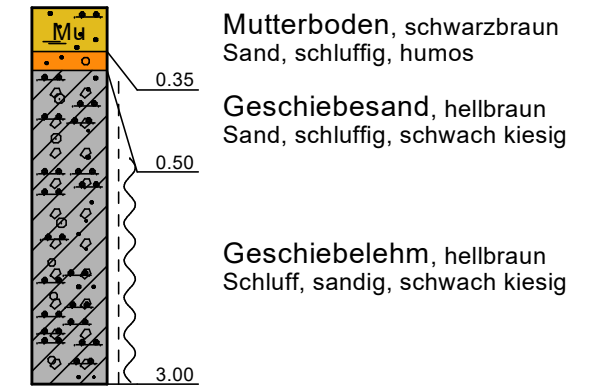 Mu
Mutterboden, schwarzbraun
Sand, schluffig, humos
0.35
Geschiebesand, hellbraun
Sand, schluffig, schwach kiesig
0.50
Geschiebelehm, hellbraun
Schluff, sandig, schwach kiesig
3.00